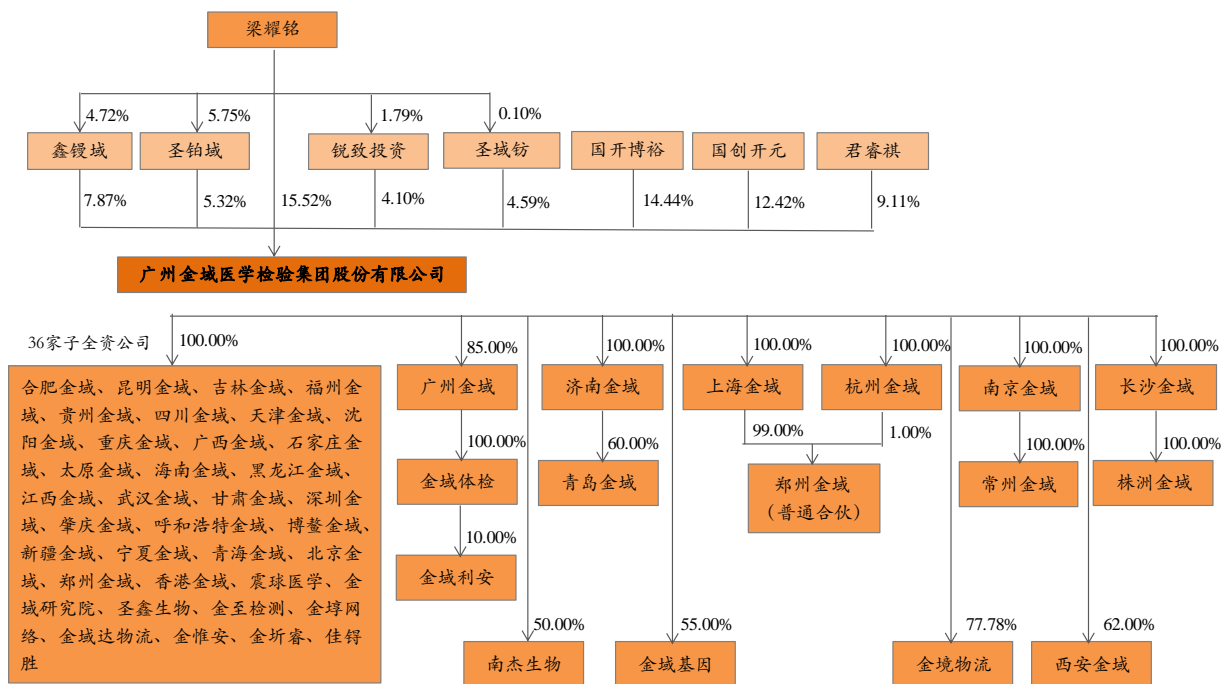 梁耀铭
4.72%
5.75%
1.79%
0.10%
鑫镘域
圣铂域
锐致投资
圣域钫
国开博裕
国创开元
君睿祺
7.87%
5.32%
15.52%
4.10%
4.59%
14.44%
12.42%
9.11%
广州金域医学检验集团股份有限公司
36家子全资公司
100.00%
85.00%
100.00%
100.00%
100.00%
100.00%
100.00%
合肥金域、昆明金域、吉林金域、福州金
域、贵州金域、四川金域、天津金域、沈
阳金域、重庆金域、广西金域、石家庄金
域、太原金域、海南金域、黑龙江金域、
江西金域、武汉金域、甘肃金域、深圳金
域、肇庆金域、呼和浩特金域、博鳌金域、
新疆金域、宁夏金域、青海金域、北京金
域、郑州金域、香港金域、震球医学、金
域研究院、圣鑫生物、金至检测、金埻网
络、金域达物流、金惟安、金圻睿、佳锝
胜
广州金域
济南金域
上海金域
杭州金域
南京金域
长沙金域
100.00%
60.00%
99.00%
1.00%
100.00%
100.00%
金域体检
青岛金域
郑州金域
（普通合伙）
常州金域
株洲金域
10.00%
金域利安
50.00%
55.00%
77.78%
62.00%
南杰生物
金域基因
金境物流
西安金域